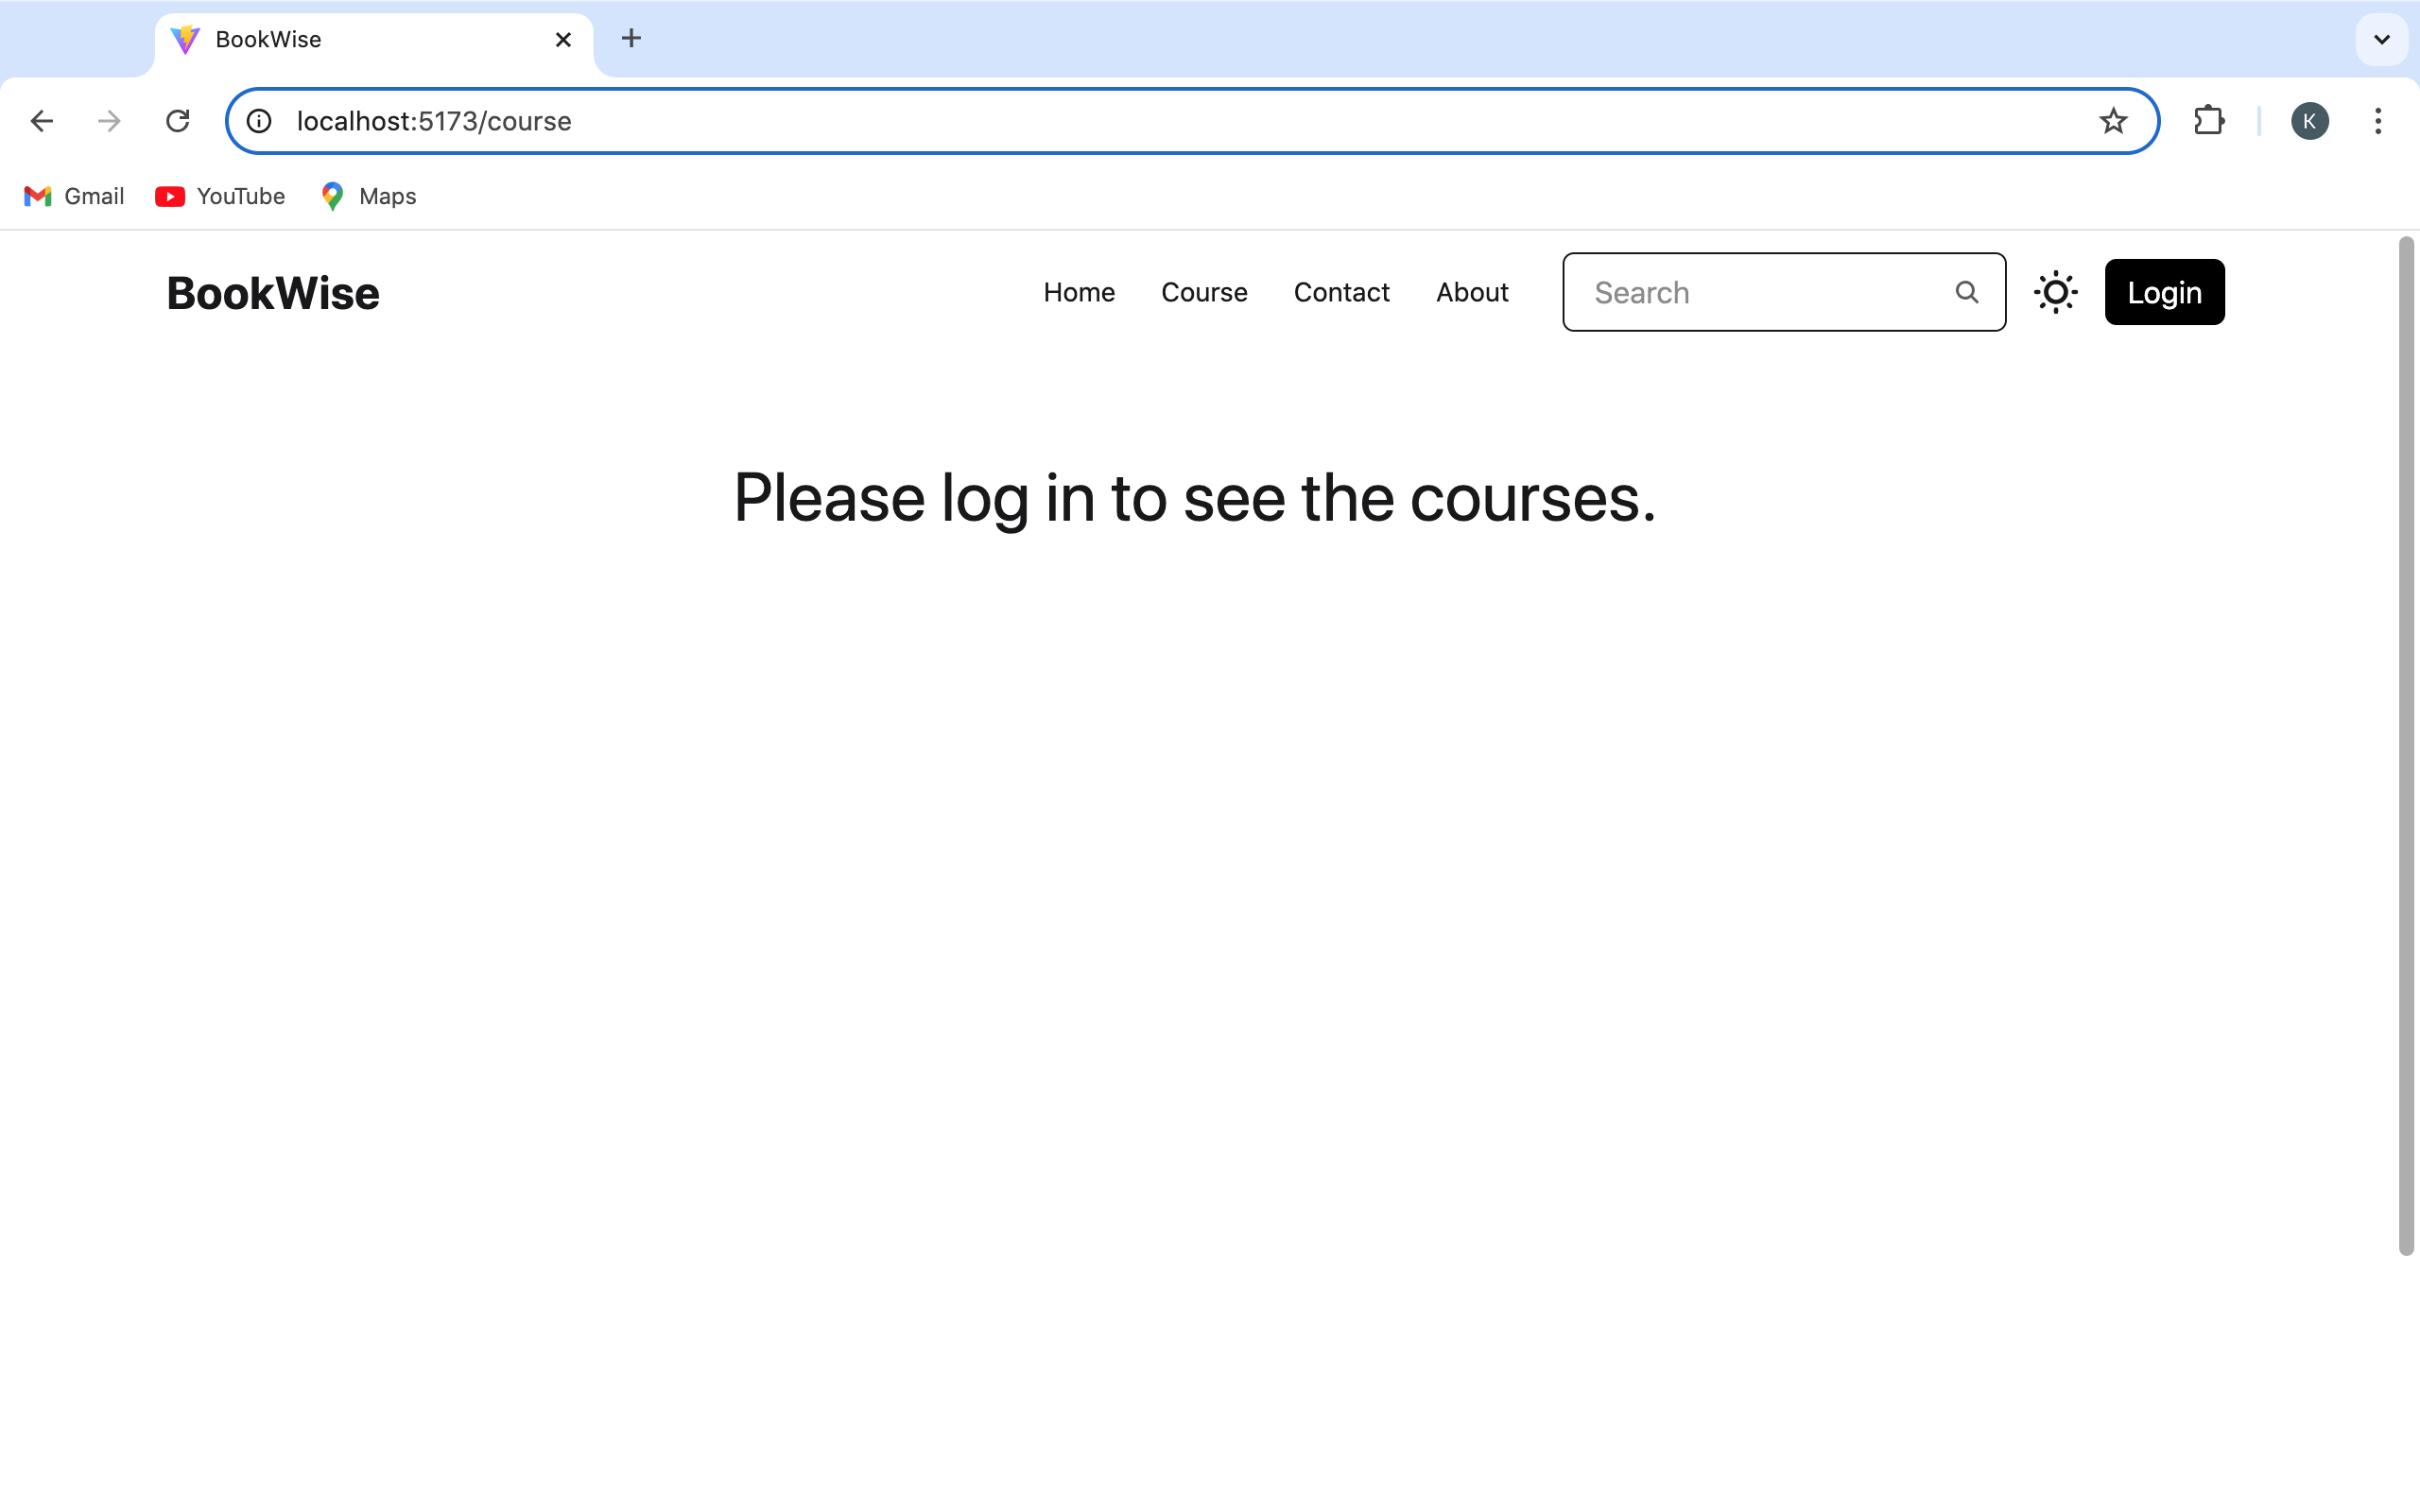 BookWise
localhost:5173/course
K
Gmail YouTube Maps
BookWise Home Course Contact About Search Login
Please log in to see the courses.